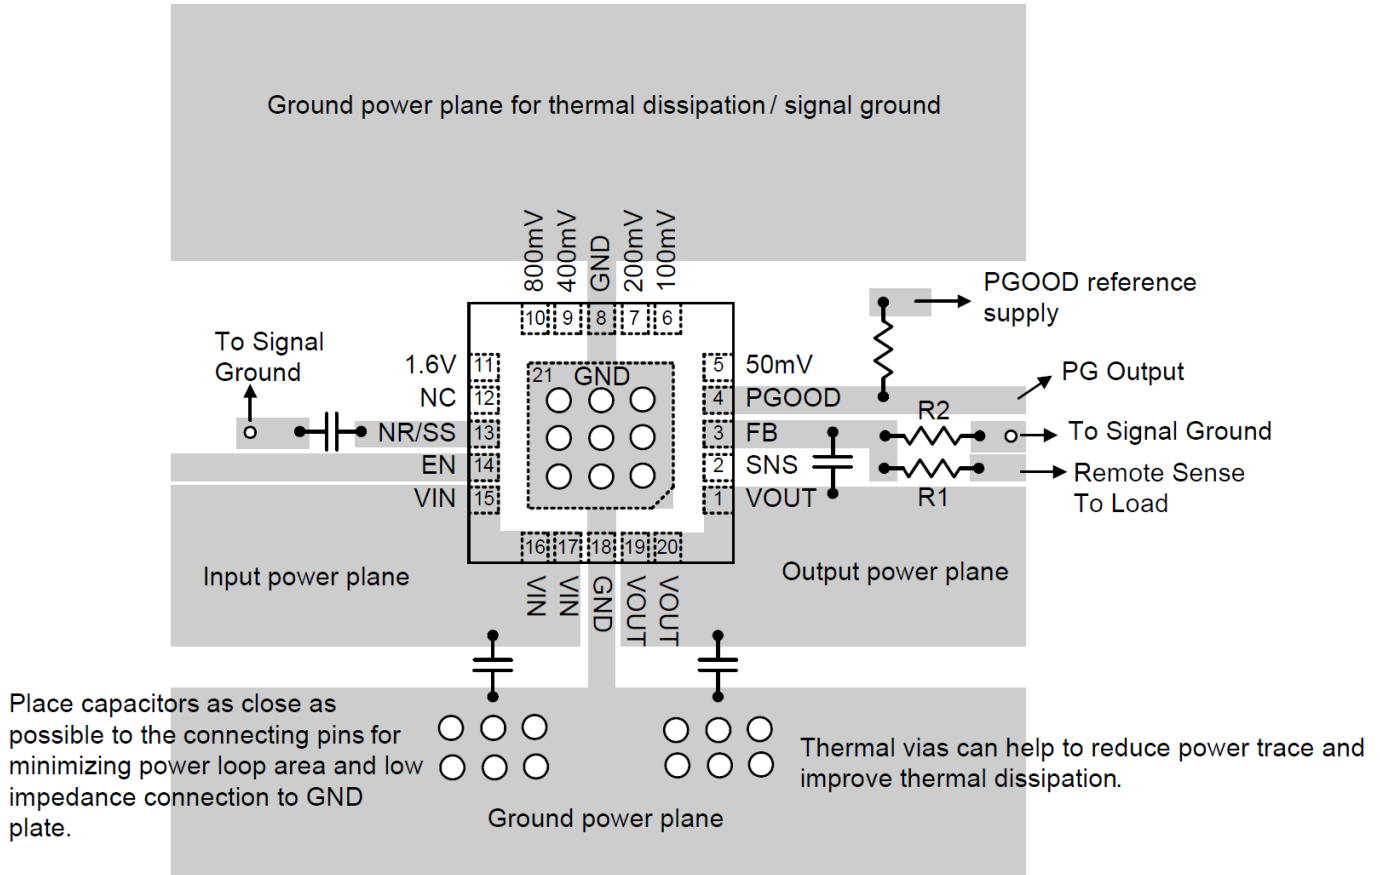 Ground power plane for thermal dissipation / signal ground
800mV
400mV
GND
200mV
100mV
PGOOD reference
supply
10
9
8
7
6
To Signal
Ground
1.6V
11
21
GND
5
50mV
PG Output
NC
12
4
PGOOD
R2
NR/SS
13
3
FB
To Signal Ground
EN
14
2
SNS
Remote Sense
To Load
VIN
15
1
VOUT
R1
16
17
18
19
20
Input power plane
Output power plane
VIN
VIN
GND
VOUT
VOUT
Place capacitors as close as
possible to the connecting pins for
minimizing power loop area and low
impedance connection to GND
plate.
Thermal vias can help to reduce power trace and
improve thermal dissipation.
Ground power plane